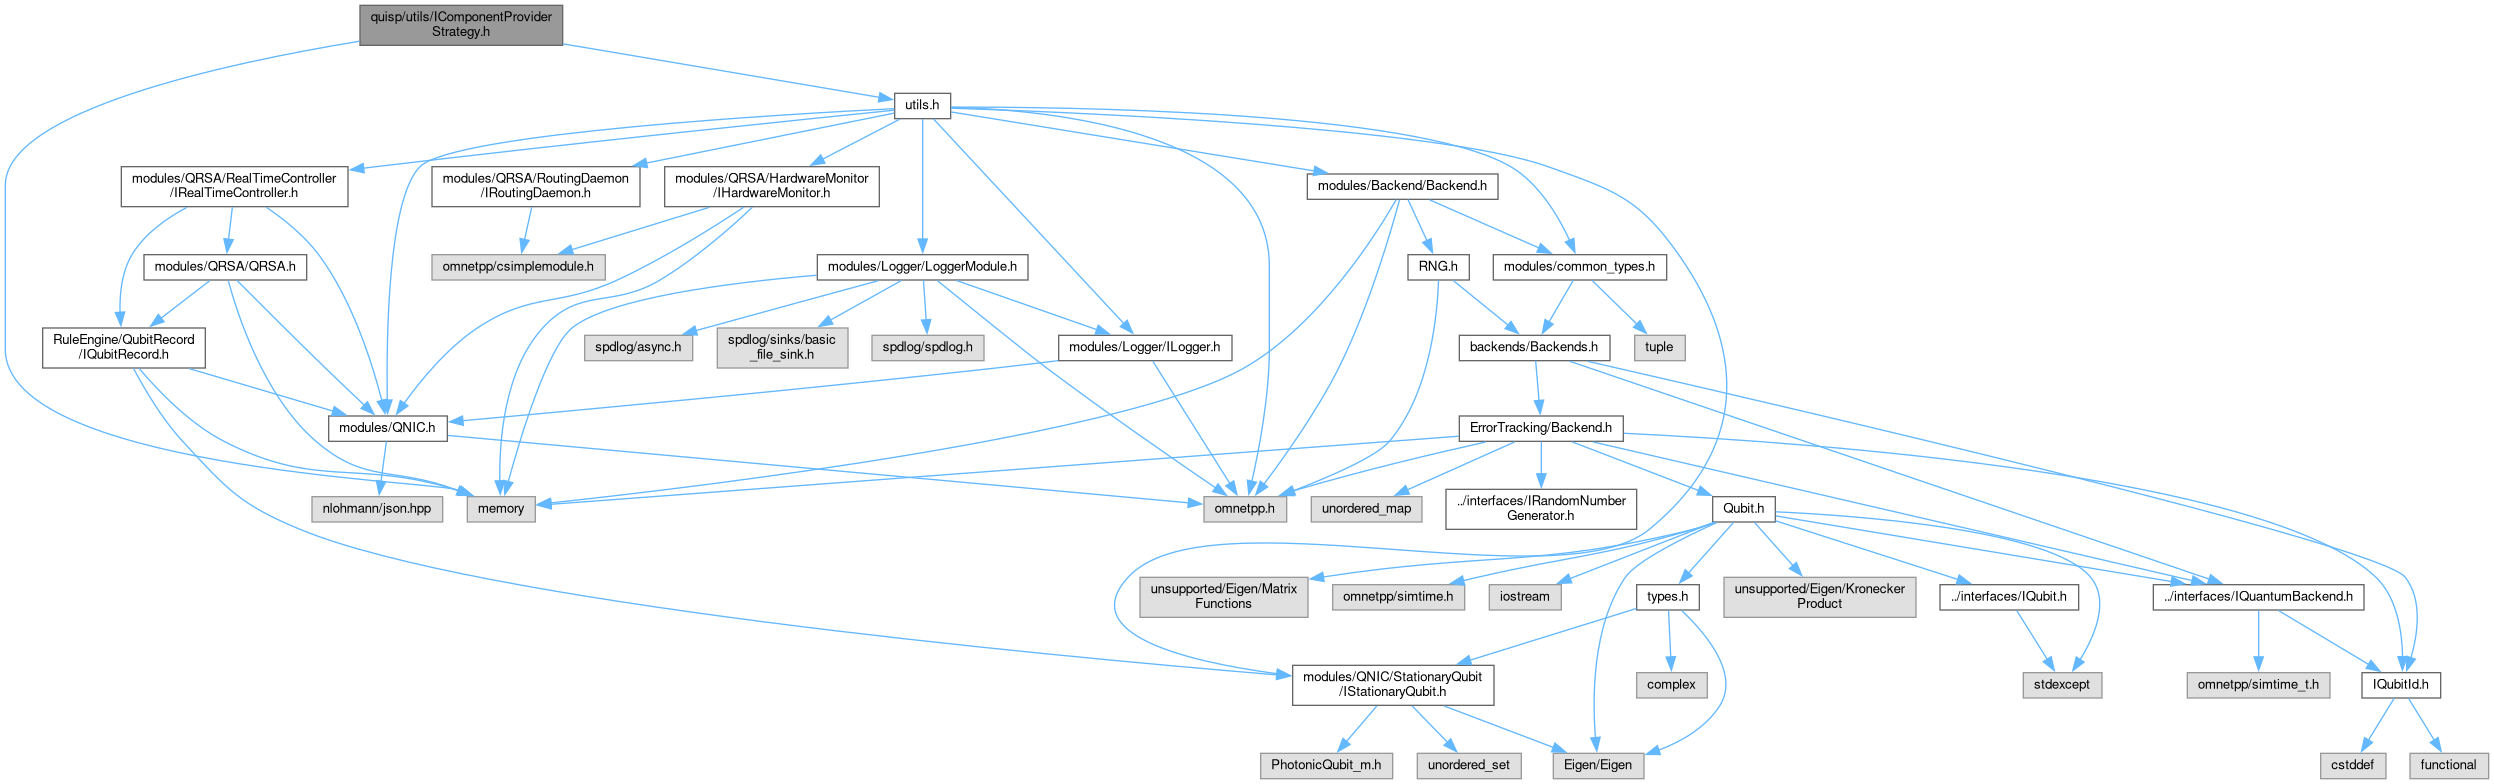 quisp/utils/IComponentProvider
Strategy.h
utils.h
modules/QRSA/RealTimeController
/IRealTimeController.h
modules/QRSA/RoutingDaemon
/IRoutingDaemon.h
modules/QRSA/HardwareMonitor
/IHardwareMonitor.h
modules/Backend/Backend.h
modules/QRSA/QRSA.h
omnetpp/csimplemodule.h
modules/Logger/LoggerModule.h
RNG.h
modules/common_types.h
RuleEngine/QubitRecord
/IQubitRecord.h
spdlog/async.h
spdlog/sinks/basic
_file_sink.h
spdlog/spdlog.h
modules/Logger/ILogger.h
backends/Backends.h
tuple
modules/QNIC.h
ErrorTracking/Backend.h
nlohmann/json.hpp
memory
omnetpp.h
unordered_map
../interfaces/IRandomNumber
Generator.h
Qubit.h
unsupported/Eigen/Matrix
Functions
omnetpp/simtime.h
iostream
types.h
unsupported/Eigen/Kronecker
Product
../interfaces/IQubit.h
../interfaces/IQuantumBackend.h
modules/QNIC/StationaryQubit
/IStationaryQubit.h
complex
stdexcept
omnetpp/simtime_t.h
IQubitId.h
PhotonicQubit_m.h
unordered_set
Eigen/Eigen
cstddef
functional